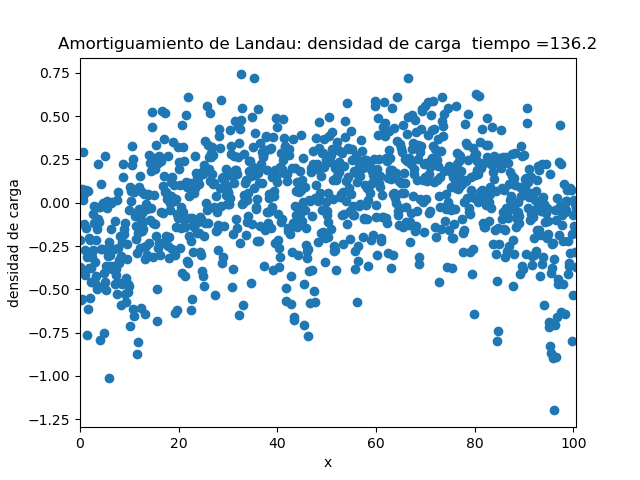 Amortiguamiento de Landau: densidad de carga  tiempo =136.2
densidad de carga
0.75
0.50
0.25
0.00
−0.25
−0.50
−0.75
−1.00
−1.25
0 20 40 60 80 100
x